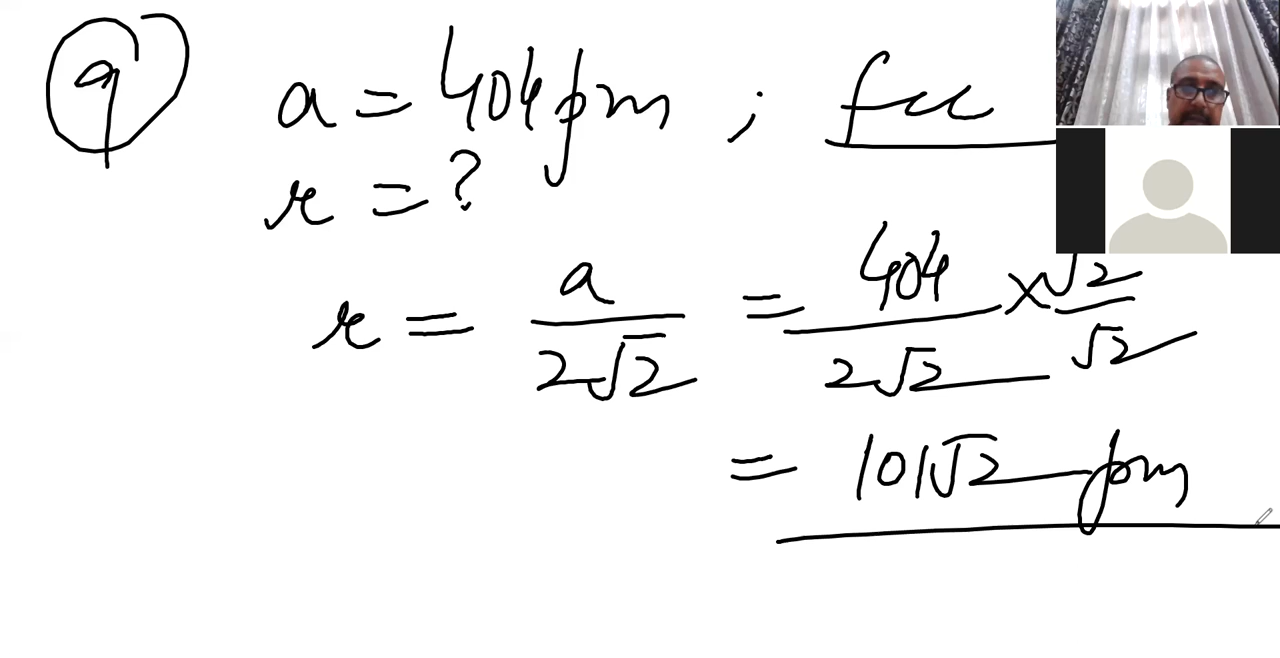 9 a = 404 pm ; fcc
r = ?
r = a / 2√2 = 404 / 2√2 × √2 / √2
= 101√2 pm